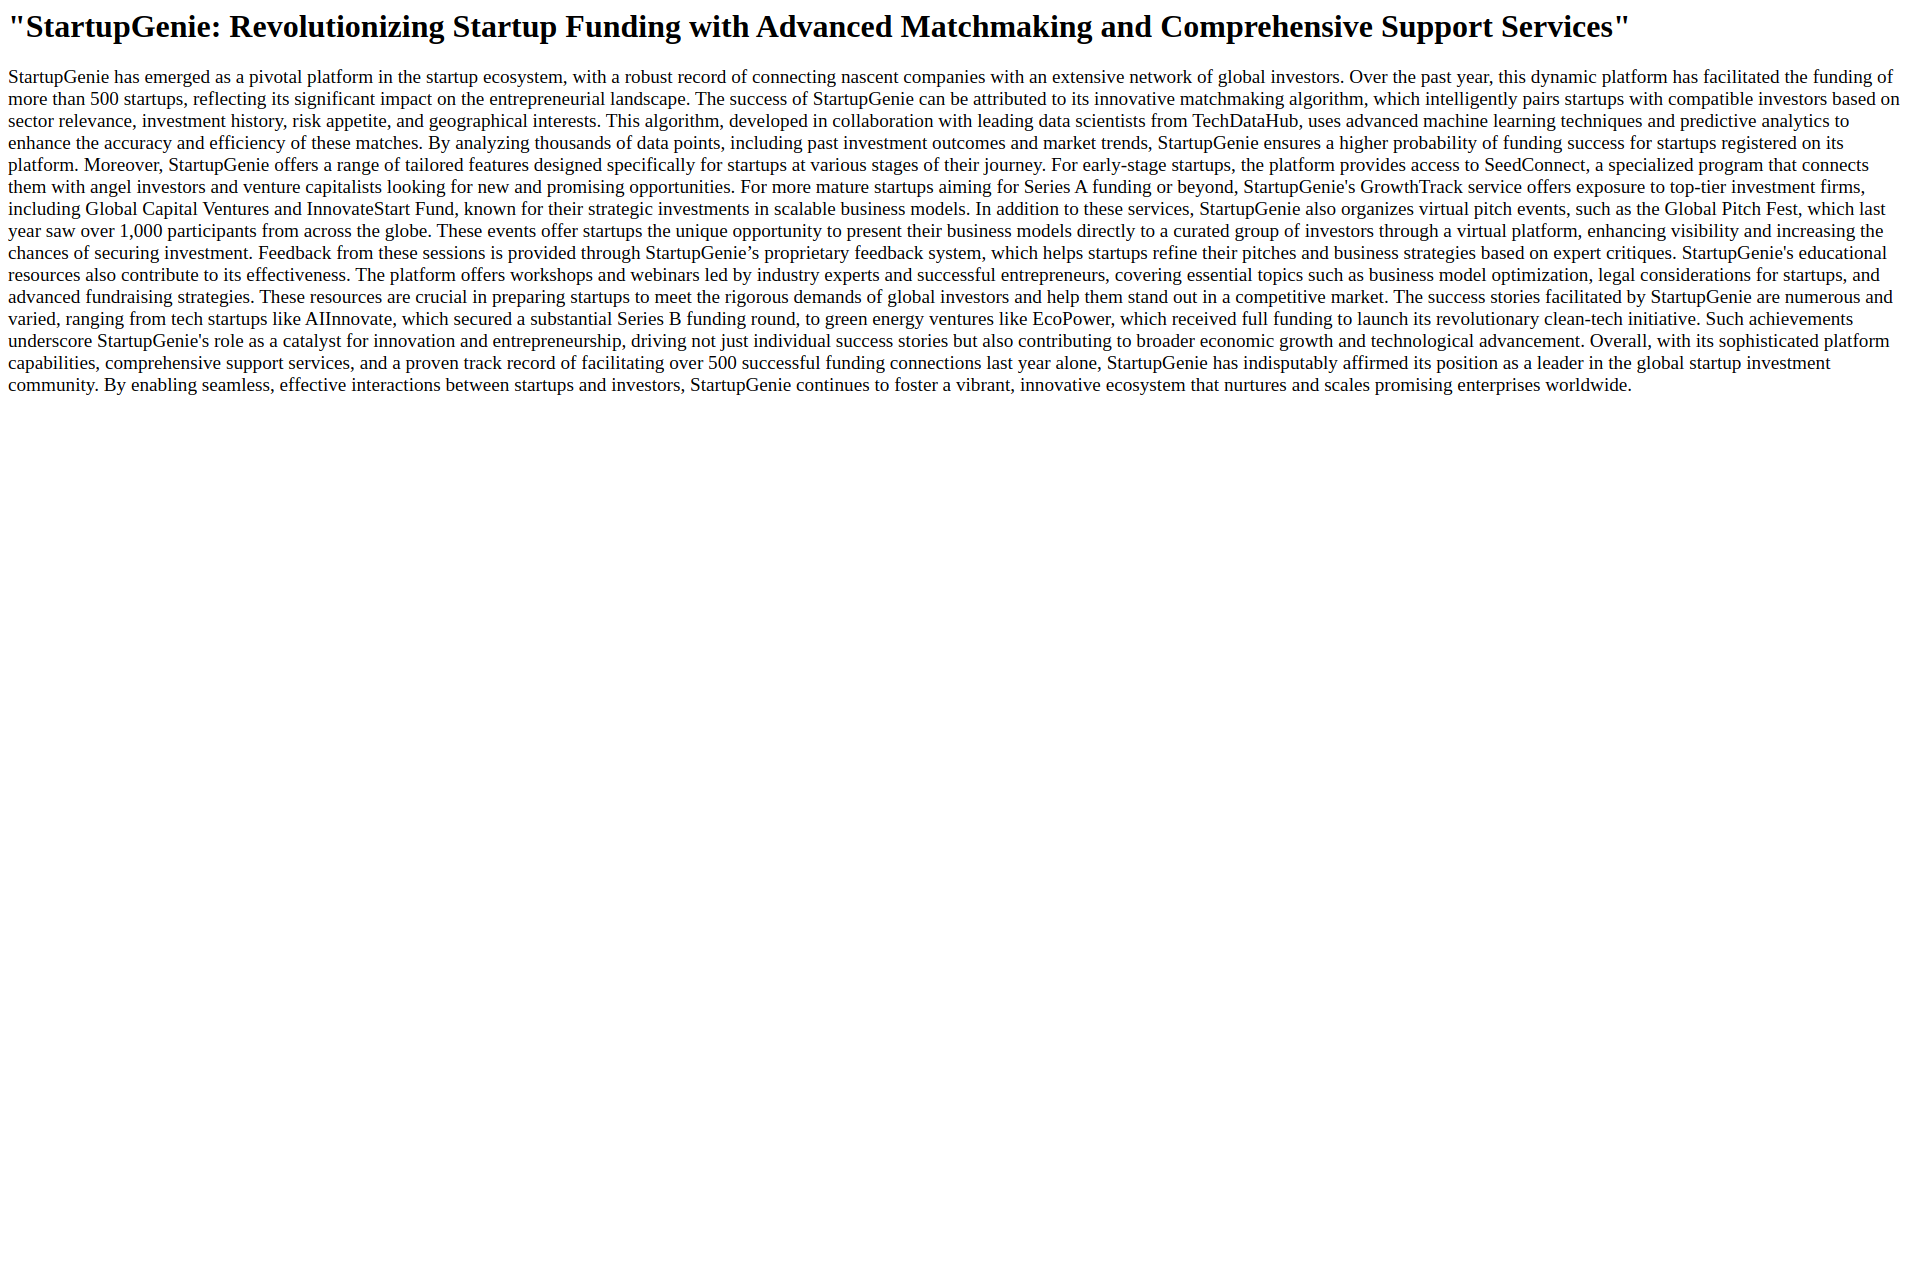 "StartupGenie: Revolutionizing Startup Funding with Advanced Matchmaking and Comprehensive Support Services"
StartupGenie has emerged as a pivotal platform in the startup ecosystem, with a robust record of connecting nascent companies with an extensive network of global investors. Over the past year, this dynamic platform has facilitated the funding of
more than 500 startups, reflecting its significant impact on the entrepreneurial landscape. The success of StartupGenie can be attributed to its innovative matchmaking algorithm, which intelligently pairs startups with compatible investors based on
sector relevance, investment history, risk appetite, and geographical interests. This algorithm, developed in collaboration with leading data scientists from TechDataHub, uses advanced machine learning techniques and predictive analytics to
enhance the accuracy and efficiency of these matches. By analyzing thousands of data points, including past investment outcomes and market trends, StartupGenie ensures a higher probability of funding success for startups registered on its
platform. Moreover, StartupGenie offers a range of tailored features designed specifically for startups at various stages of their journey. For early-stage startups, the platform provides access to SeedConnect, a specialized program that connects
them with angel investors and venture capitalists looking for new and promising opportunities. For more mature startups aiming for Series A funding or beyond, StartupGenie's GrowthTrack service offers exposure to top-tier investment firms,
including Global Capital Ventures and InnovateStart Fund, known for their strategic investments in scalable business models. In addition to these services, StartupGenie also organizes virtual pitch events, such as the Global Pitch Fest, which last
year saw over 1,000 participants from across the globe. These events offer startups the unique opportunity to present their business models directly to a curated group of investors through a virtual platform, enhancing visibility and increasing the
chances of securing investment. Feedback from these sessions is provided through StartupGenie’s proprietary feedback system, which helps startups refine their pitches and business strategies based on expert critiques. StartupGenie's educational
resources also contribute to its effectiveness. The platform offers workshops and webinars led by industry experts and successful entrepreneurs, covering essential topics such as business model optimization, legal considerations for startups, and
advanced fundraising strategies. These resources are crucial in preparing startups to meet the rigorous demands of global investors and help them stand out in a competitive market. The success stories facilitated by StartupGenie are numerous and
varied, ranging from tech startups like AIInnovate, which secured a substantial Series B funding round, to green energy ventures like EcoPower, which received full funding to launch its revolutionary clean-tech initiative. Such achievements
underscore StartupGenie's role as a catalyst for innovation and entrepreneurship, driving not just individual success stories but also contributing to broader economic growth and technological advancement. Overall, with its sophisticated platform
capabilities, comprehensive support services, and a proven track record of facilitating over 500 successful funding connections last year alone, StartupGenie has indisputably affirmed its position as a leader in the global startup investment
community. By enabling seamless, effective interactions between startups and investors, StartupGenie continues to foster a vibrant, innovative ecosystem that nurtures and scales promising enterprises worldwide.